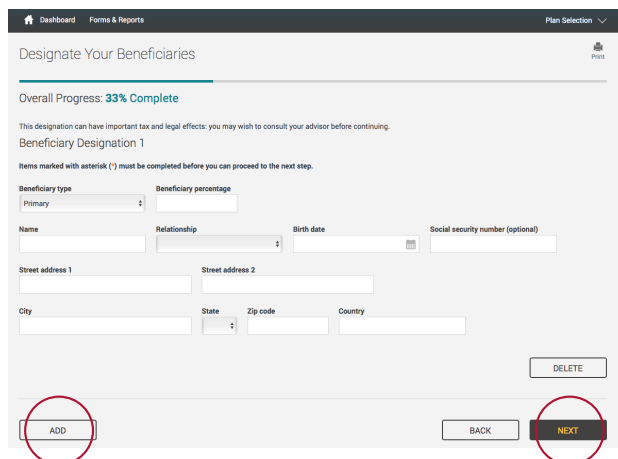 Dashboard Forms & Reports Plan Selection
Designate Your Beneficiaries
Print
Overall Progress: 33% Complete
This designation can have important tax and legal effects: you may wish to consult your advisor before continuing.
Beneficiary Designation 1
Items marked with asterisk (*) must be completed before you can proceed to the next step.
Beneficiary type Beneficiary percentage
Primary
Name Relationship Birth date Social security number (optional)
Street address 1 Street address 2
City State Zip code Country
DELETE
ADD BACK NEXT